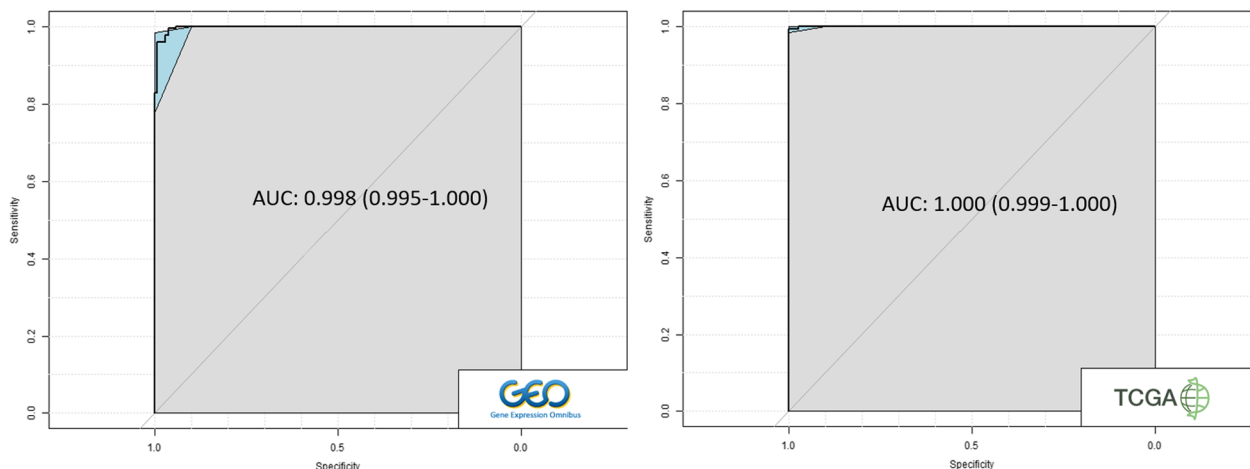 1.0
0.8
0.6
0.4
0.2
0.0
Sensitivity
AUC: 0.998 (0.995-1.000)
GEO
Gene Expression Omnibus
1.0
0.5
0.0
Specificity
1.0
0.8
0.6
0.4
0.2
0.0
Sensitivity
AUC: 1.000 (0.999-1.000)
TCGA
1.0
0.5
0.0
Specificity